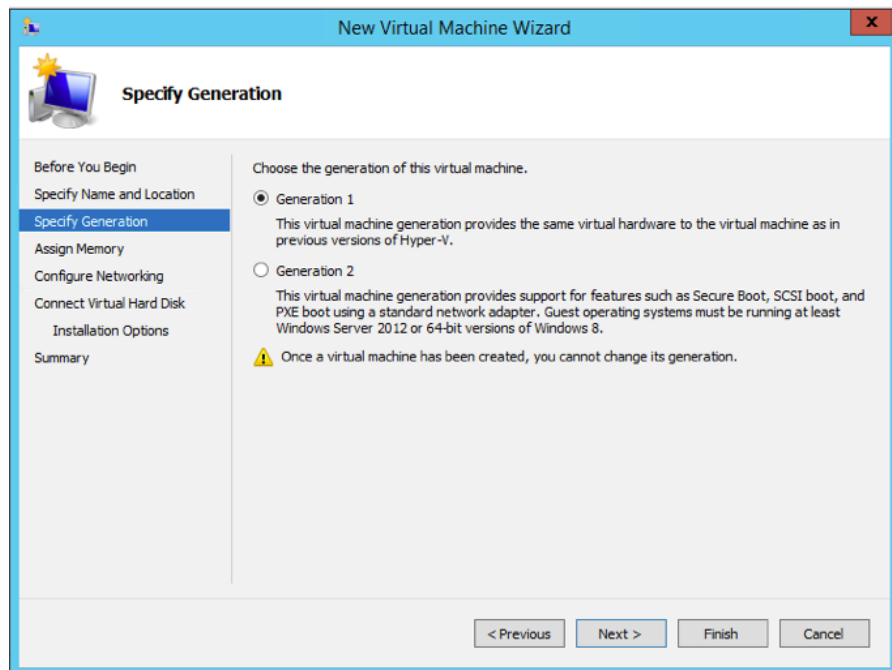 New Virtual Machine Wizard
x
Specify Generation
Before You Begin
Specify Name and Location
Specify Generation
Assign Memory
Configure Networking
Connect Virtual Hard Disk
Installation Options
Summary
Choose the generation of this virtual machine.
Generation 1
This virtual machine generation provides the same virtual hardware to the virtual machine as in
previous versions of Hyper-V.
Generation 2
This virtual machine generation provides support for features such as Secure Boot, SCSI boot, and
PXE boot using a standard network adapter. Guest operating systems must be running at least
Windows Server 2012 or 64-bit versions of Windows 8.
Once a virtual machine has been created, you cannot change its generation.
< Previous
Next >
Finish
Cancel